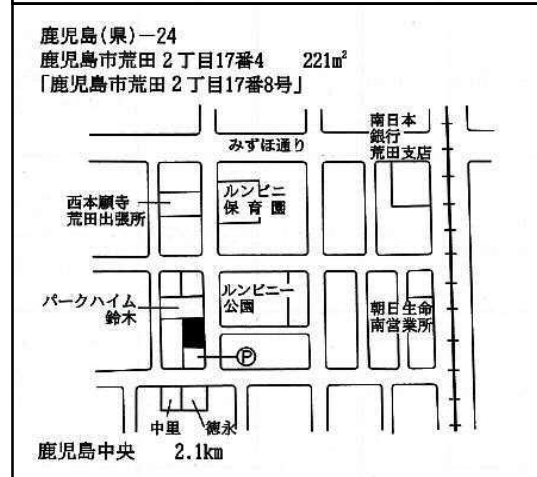 鹿児島(県)－24
鹿児島市荒田２丁目17番4　221㎡
「鹿児島市荒田２丁目17番8号」
南日本
銀行
荒田支店
みずほ通り
西本願寺
荒田出張所
ルンビニ
保育園
パークハイム
鈴木
ルンビニー
公園
朝日生命
南営業所
Ⓟ
中里
徳永
鹿児島中央　2.1km